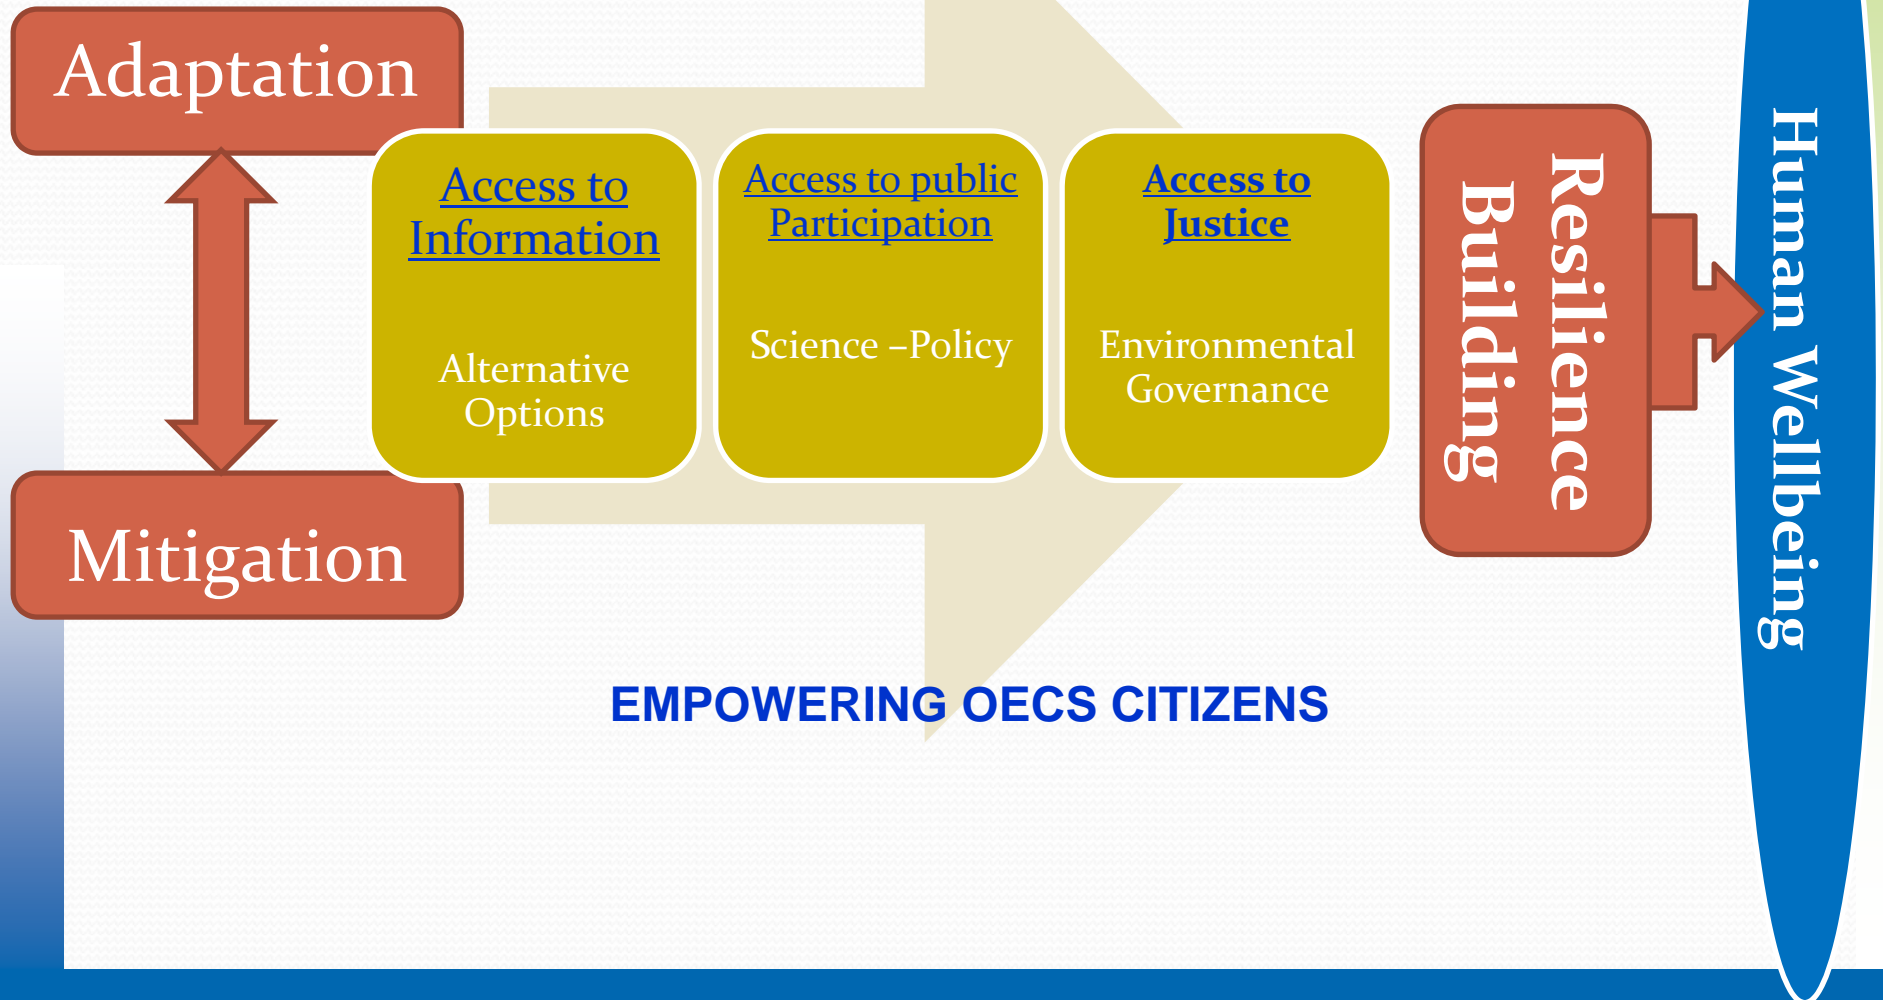 Adaptation
Mitigation
Access to
Information
Alternative
Options
Access to public
Participation
Science –Policy
Access to
Justice
Environmental
Governance
Resilience
Building
Human Wellbeing
EMPOWERING OECS CITIZENS